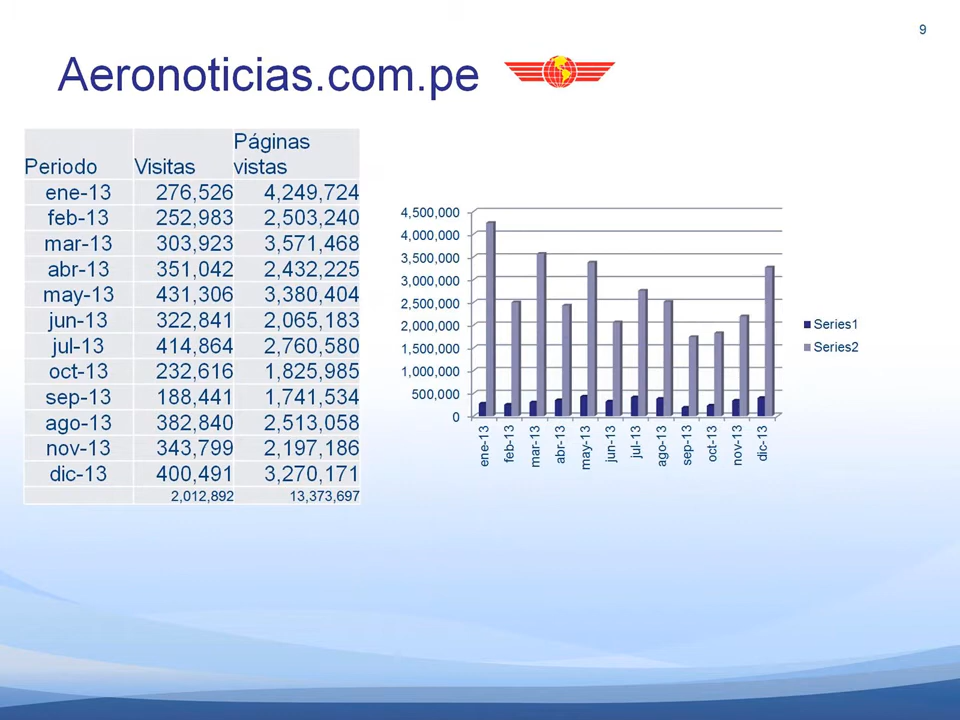 9
Aeronoticias.com.pe
Periodo Visitas Páginas vistas
ene-13 276,526 4,249,724
feb-13 252,983 2,503,240
mar-13 303,923 3,571,468
abr-13 351,042 2,432,225
may-13 431,306 3,380,404
jun-13 322,841 2,065,183
jul-13 414,864 2,760,580
oct-13 232,616 1,825,985
sep-13 188,441 1,741,534
ago-13 382,840 2,513,058
nov-13 343,799 2,197,186
dic-13 400,491 3,270,171
2,012,892 13,373,697
4,500,000
4,000,000
3,500,000
3,000,000
2,500,000
2,000,000
1,500,000
1,000,000
500,000
0
ene-13 feb-13 mar-13 abr-13 may-13 jun-13 jul-13 ago-13 sep-13 oct-13 nov-13 dic-13
Series1
Series2